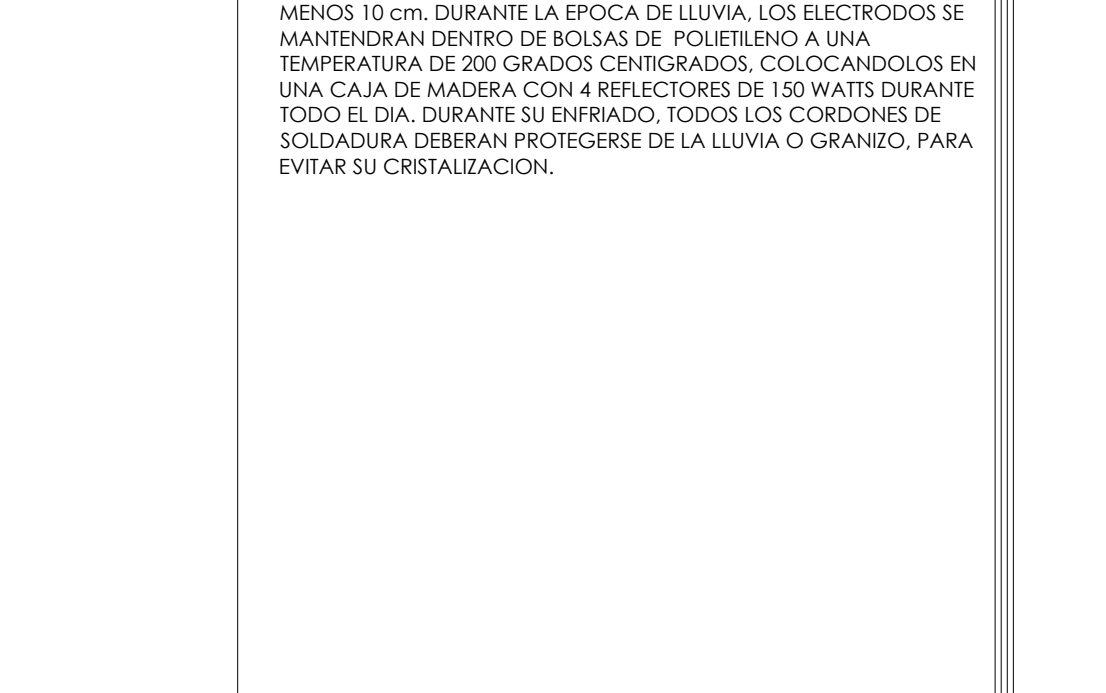 MENOS 10 cm. DURANTE LA EPOCA DE LLUVIA, LOS ELECTRODOS SE
MANTENDRAN DENTRO DE BOLSAS DE  POLIETILENO A UNA
TEMPERATURA DE 200 GRADOS CENTIGRADOS, COLOCANDOLOS EN
UNA CAJA DE MADERA CON 4 REFLECTORES DE 150 WATTS DURANTE
TODO EL DIA. DURANTE SU ENFRIADO, TODOS LOS CORDONES DE
SOLDADURA DEBERAN PROTEGERSE DE LA LLUVIA O GRANIZO, PARA
EVITAR SU CRISTALIZACION.